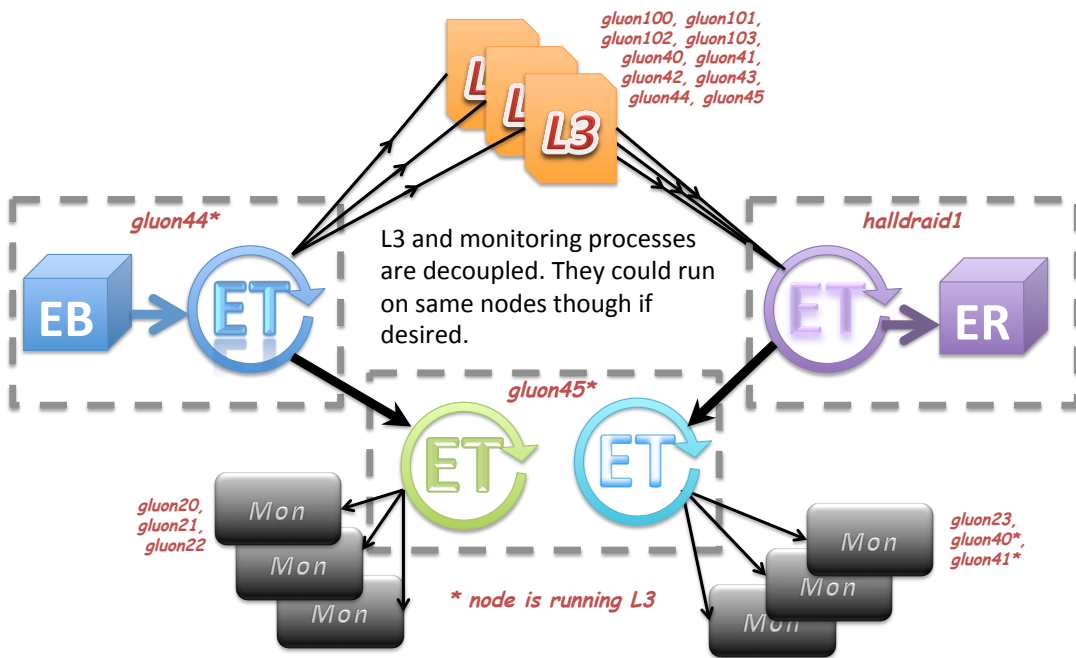 gluon100, gluon101,
gluon102, gluon103,
gluon40, gluon41,
gluon42, gluon43,
gluon44, gluon45
L
L
L3
gluon44*
halldraid1
L3 and monitoring processes
are decoupled. They could run
on same nodes though if
desired.
EB
ET
ET
ER
gluon45*
ET
ET
gluon20,
gluon21,
gluon22
Mon
Mon
Mon
Mon
Mon
Mon
gluon23,
gluon40*,
gluon41*
* node is running L3